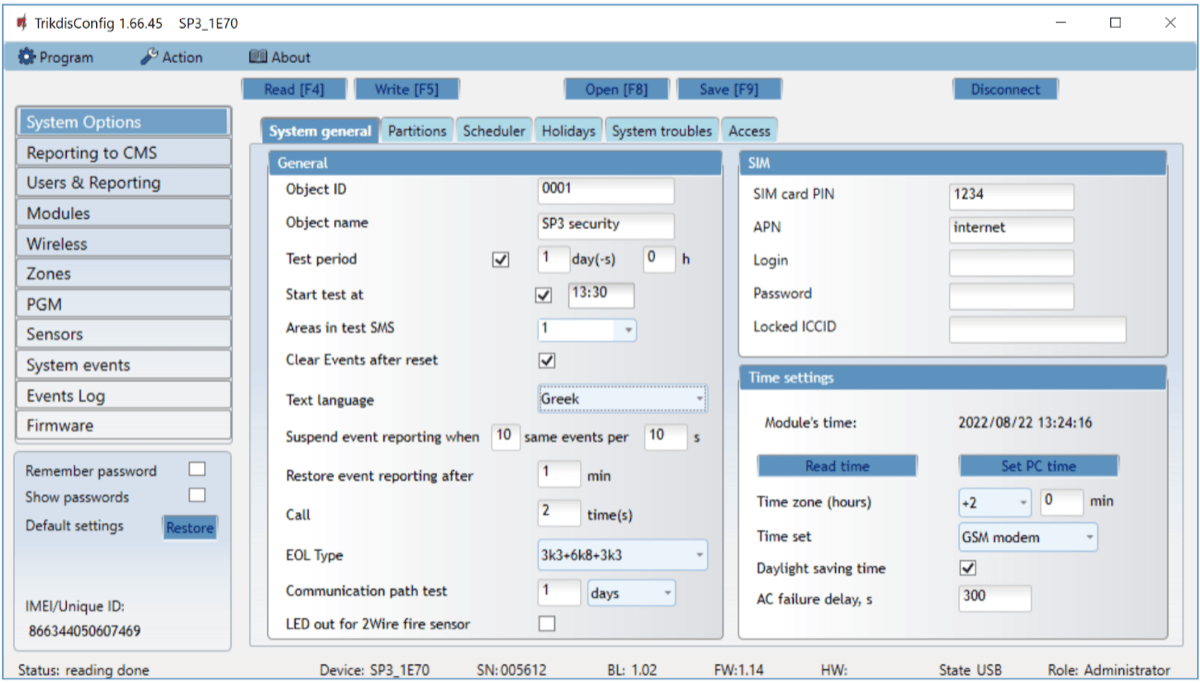 TrikdisConfig 1.66.45 SP3_1E70
Program Action About
Read [F4] Write [F5] Open [F8] Save [F9] Disconnect
System Options
Reporting to CMS
Users & Reporting
Modules
Wireless
Zones
PGM
Sensors
System events
Events Log
Firmware
Remember password
Show passwords
Default settings Restore
IMEI/Unique ID:
866344050607469
System general Partitions Scheduler Holidays System troubles Access
General
Object ID 0001
Object name SP3 security
Test period 1 day(-s) 0 h
Start test at 13:30
Areas in test SMS 1
Clear Events after reset
Text language Greek
Suspend event reporting when 10 same events per 10 s
Restore event reporting after 1 min
Call 2 time(s)
EOL Type 3k3+6k8+3k3
Communication path test 1 days
LED out for 2Wire fire sensor
SIM
SIM card PIN 1234
APN internet
Login
Password
Locked ICCID
Time settings
Module's time: 2022/08/22 13:24:16
Read time Set PC time
Time zone (hours) +2 0 min
Time set GSM modem
Daylight saving time
AC failure delay, s 300
Status: reading done Device: SP3_1E70 SN:005612 BL: 1.02 FW:1.14 HW: State USB Role: Administrator